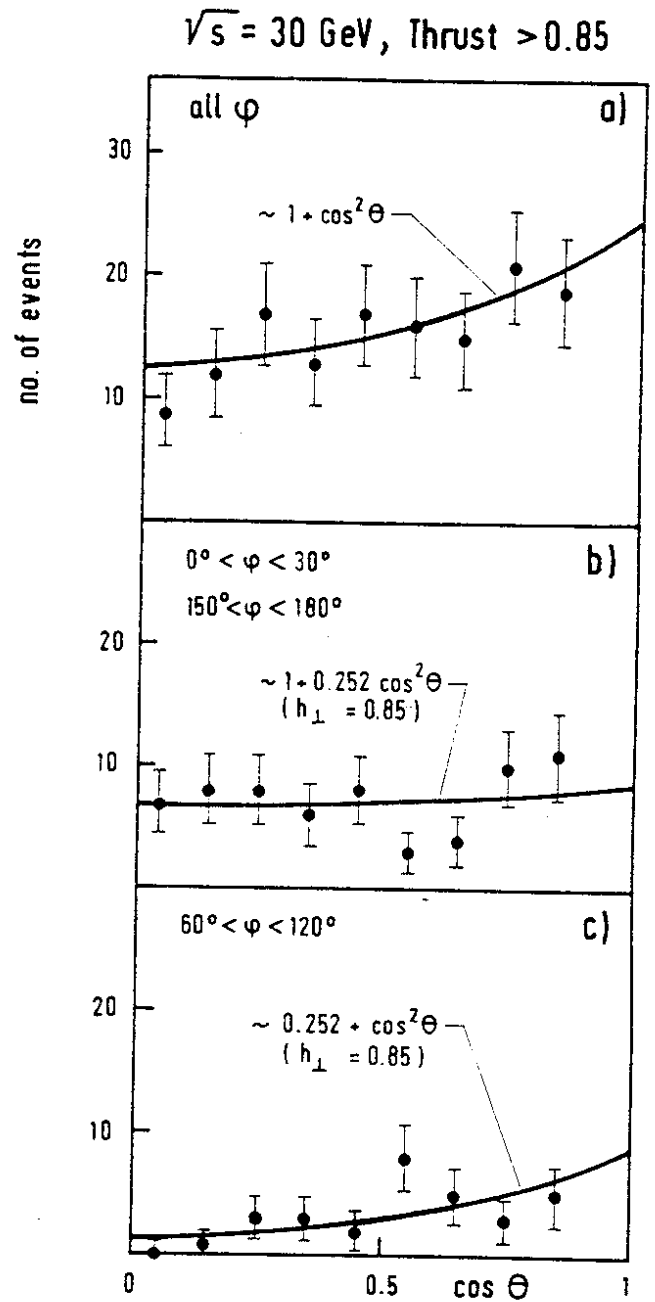 √s = 30 GeV, Thrust > 0.85
all φ
a)
30
~ 1 + cos²θ
20
no. of events
10
0° < φ < 30°
b)
150° < φ < 180°
20
~ 1 + 0.252 cos²θ
( h⊥ = 0.85 )
10
60° < φ < 120°
c)
20
~ 0.252 + cos²θ
( h⊥ = 0.85 )
10
0
0.5
cos θ
1